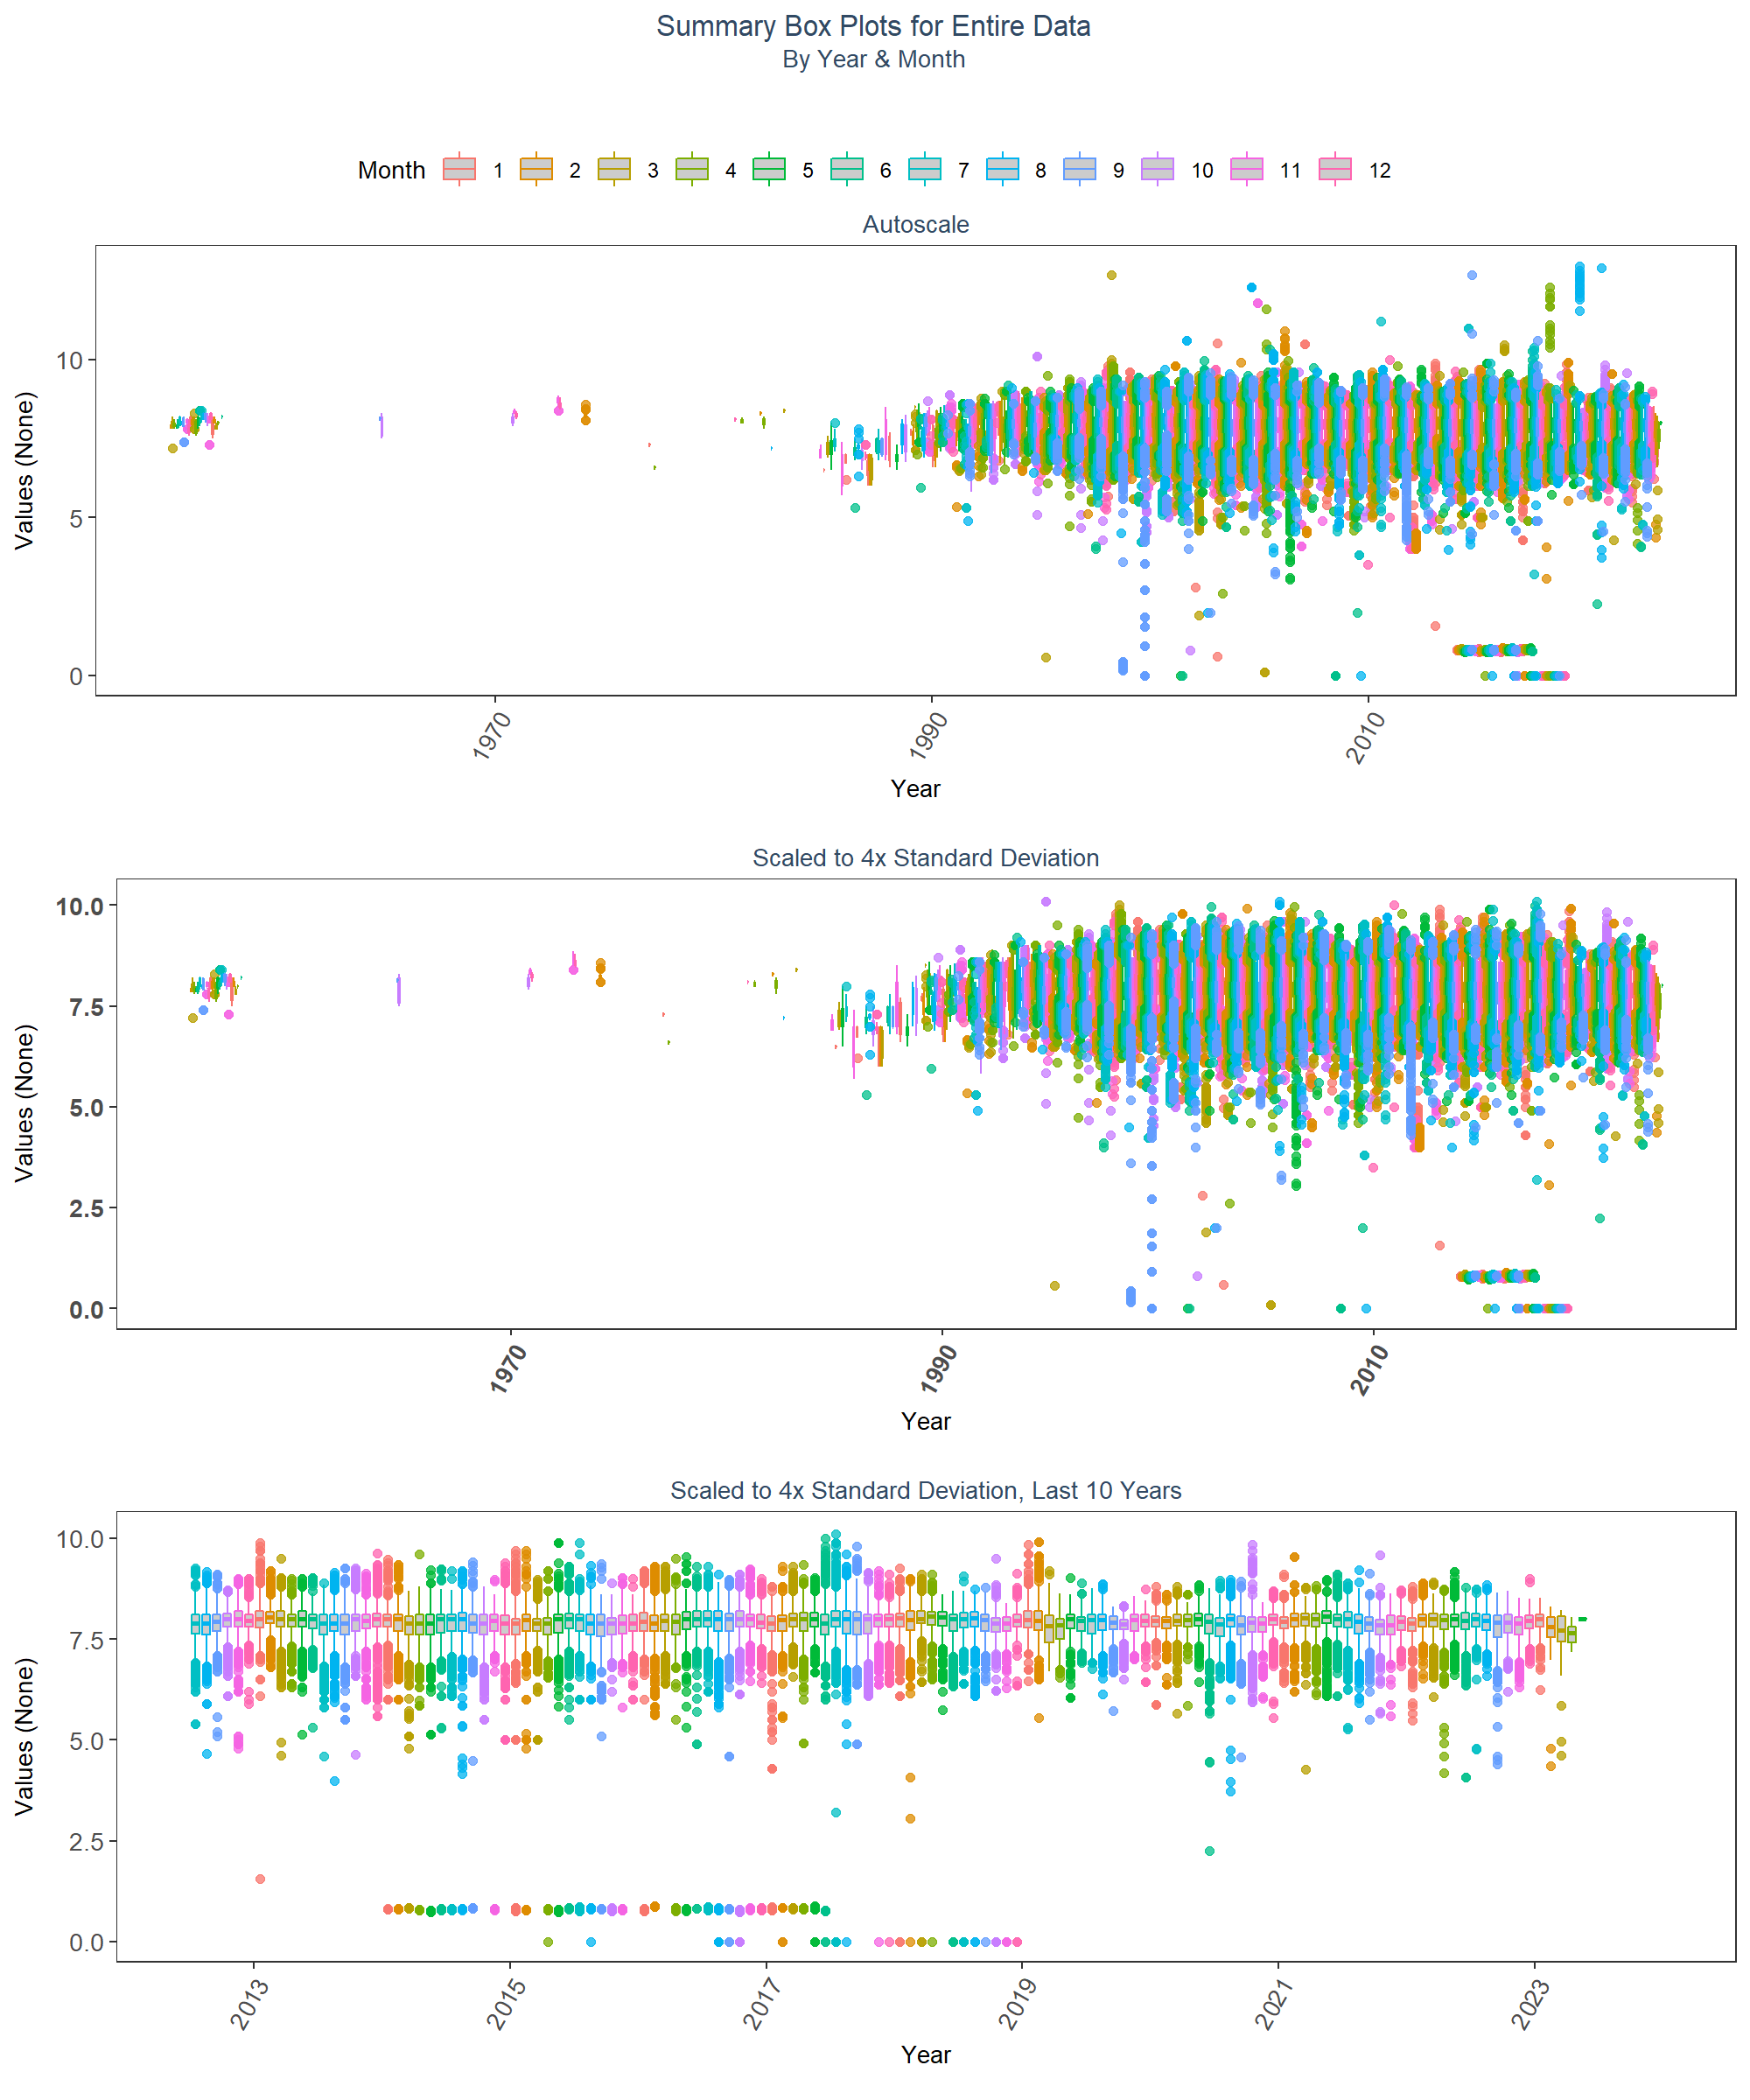 Summary Box Plots for Entire Data
By Year & Month
Month 1 2 3 4 5 6 7 8 9 10 11 12
Autoscale
Values (None)
10
5
0
1970 1990 2010
Year
Scaled to 4x Standard Deviation
Values (None)
10.0
7.5
5.0
2.5
0.0
1970 1990 2010
Year
Scaled to 4x Standard Deviation, Last 10 Years
Values (None)
10.0
7.5
5.0
2.5
0.0
2013 2015 2017 2019 2021 2023
Year